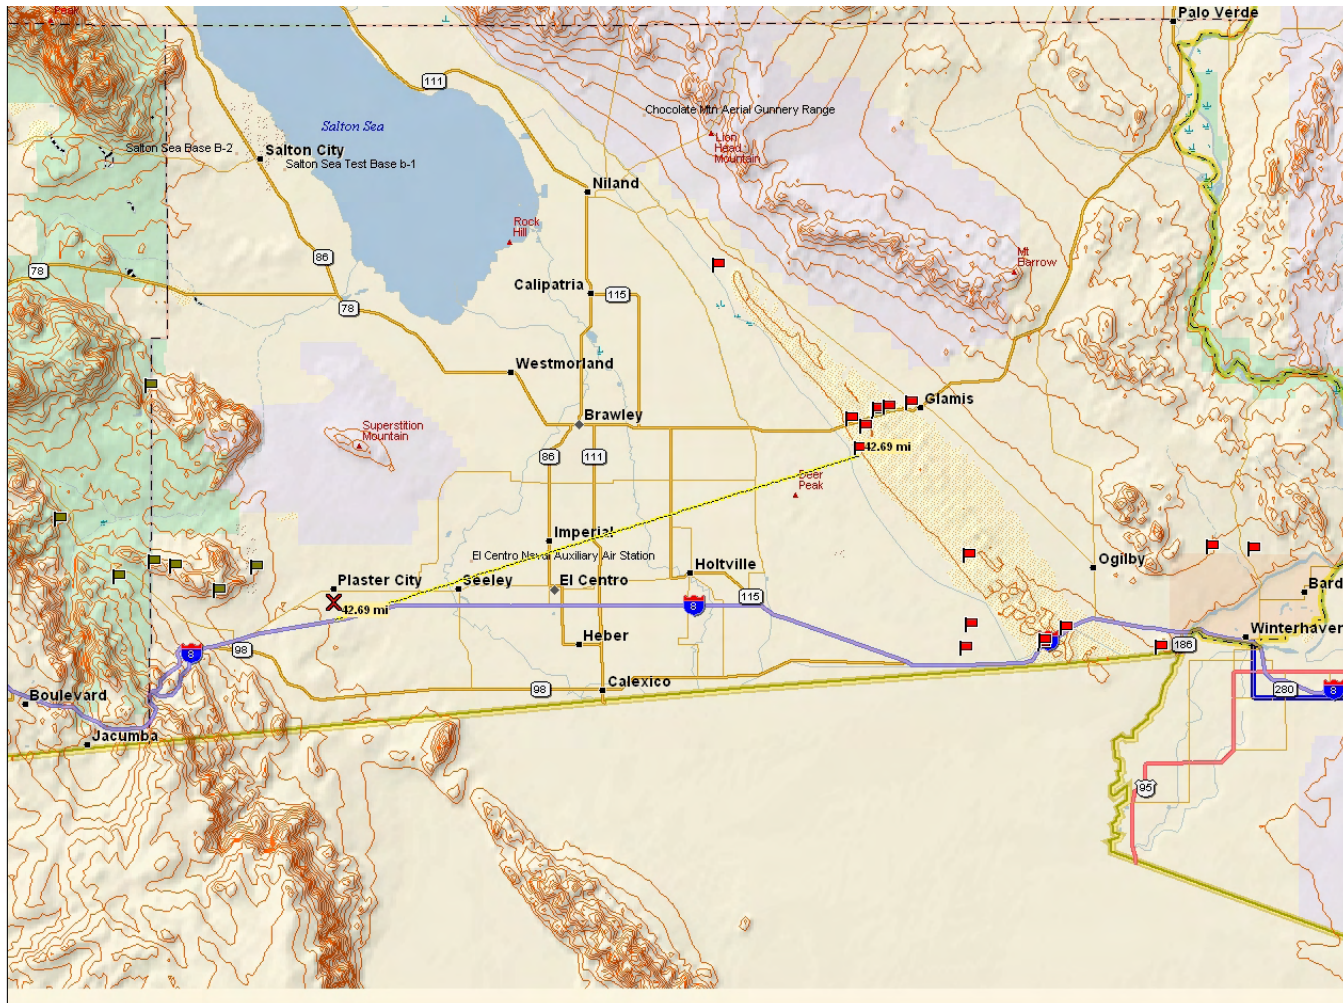 Peak
Palo Verde
111
Chocolate Mtn Aerial Gunnery Range
Salton Sea
Lion
Head
Mountain
Salton Sea Base B-2
Salton City
Salton Sea Test Base b-1
Niland
Rock
Hill
86
Mt
Barrow
78
Calipatria
115
78
Westmorland
Glamis
Brawley
Superstition
Mountain
42.69 mi
86
111
Deer
Peak
Imperial
El Centro Naval Auxiliary Air Station
Ogilby
Holtville
Plaster City
Seeley
El Centro
Bard
115
42.69 mi
8
Winterhaven
Heber
186
98
8
Calexico
98
280
8
Boulevard
Jacumba
95